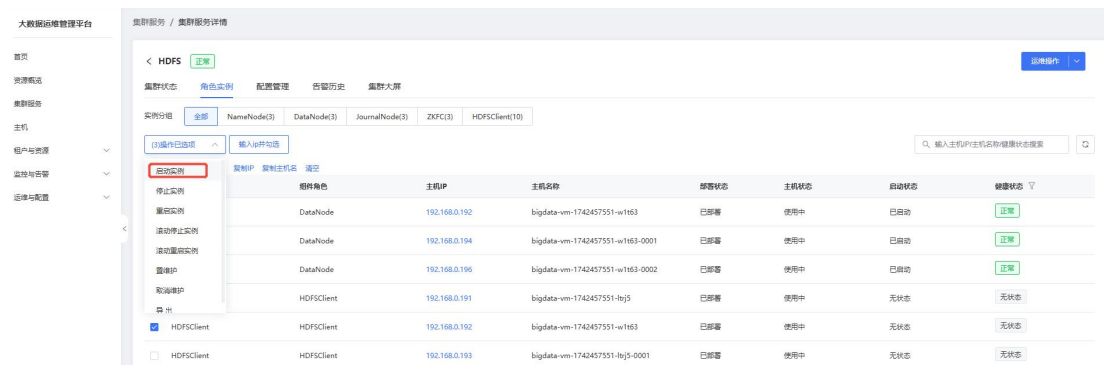 大数据运维管理平台
集群服务 / 集群服务详情
首页
资源概览
集群服务
主机
租户与资源
监控与告警
运维与配置
< HDFS 正常
运维操作
集群状态 角色实例 配置管理 告警历史 集群大屏
实例分组 全部 NameNode(3) DataNode(3) JournalNode(3) ZKFC(3) HDFSClient(10)
(3)操作已选项 输入ip并勾选 输入主机IP/主机名称/健康状态搜索
复制IP 复制主机名 清空
启动实例
停止实例
重启实例
滚动停止实例
滚动重启实例
置维护
取消维护
导出
组件角色 主机IP 主机名称 部署状态 主机状态 启动状态 健康状态
DataNode 192.168.0.192 bigdata-vm-1742457551-w1t63 已部署 使用中 已启动 正常
DataNode 192.168.0.194 bigdata-vm-1742457551-w1t63-0001 已部署 使用中 已启动 正常
DataNode 192.168.0.196 bigdata-vm-1742457551-w1t63-0002 已部署 使用中 已启动 正常
HDFSClient 192.168.0.191 bigdata-vm-1742457551-ltrj5 已部署 使用中 无状态 无状态
HDFSClient HDFSClient 192.168.0.192 bigdata-vm-1742457551-w1t63 已部署 使用中 无状态 无状态
HDFSClient HDFSClient 192.168.0.193 bigdata-vm-1742457551-ltrj5-0001 已部署 使用中 无状态 无状态